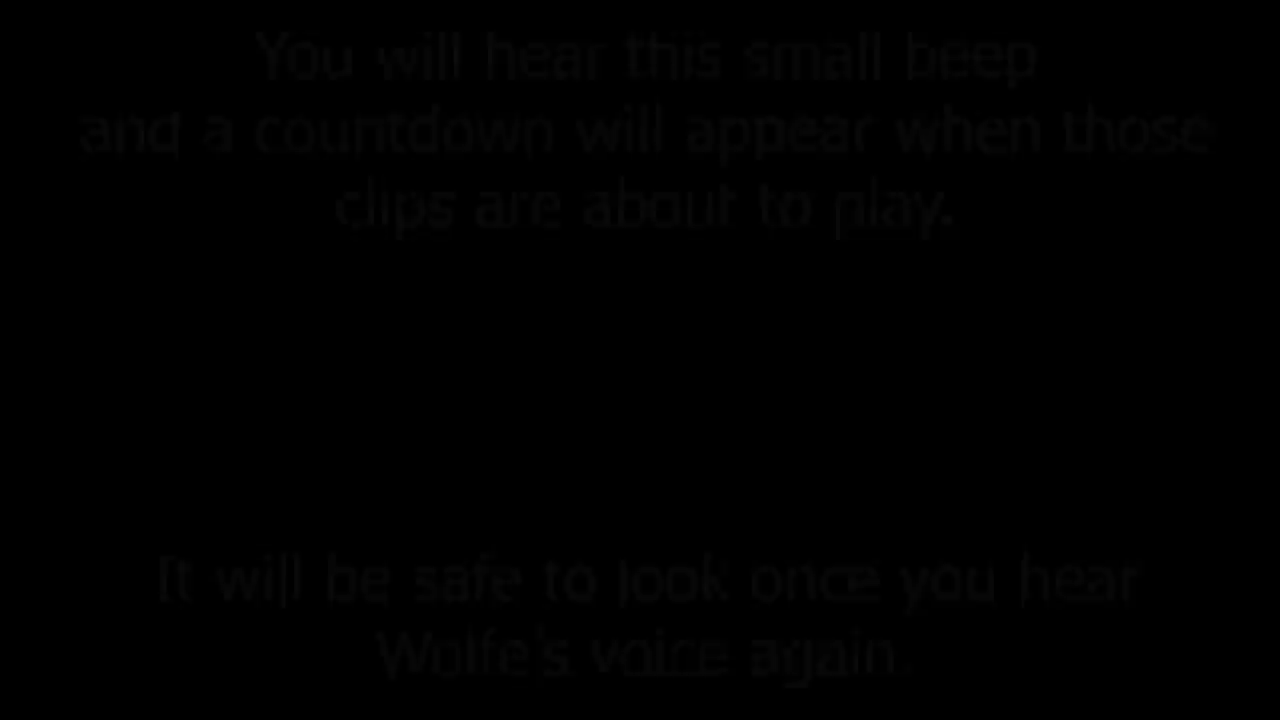 You will hear this small beep
and a countdown will appear when those
clips are about to play.
It will be safe to look once you hear
Wolfe's voice again.